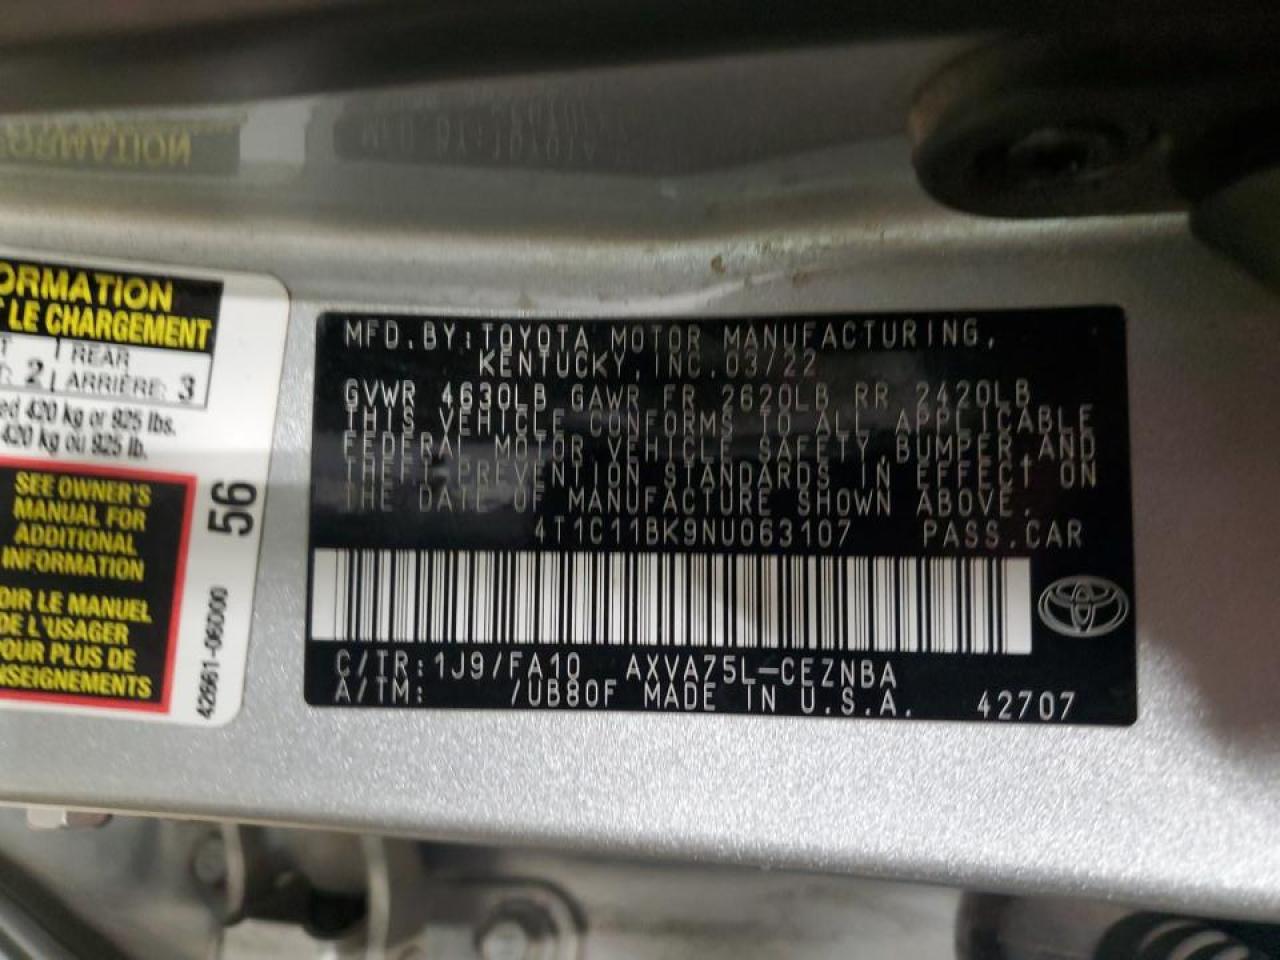 ORMATION
LE CHARGEMENT
2 REAR
ARRIÈRE: 3
420 kg or 925 lbs.
420 kg ou 925 lb.
SEE OWNER'S
MANUAL FOR
ADDITIONAL
INFORMATION
LE MANUEL
DE L'USAGER
POUR PLUS DE
NSEIGNEMENTS
56
426661-06D00
MFD. BY: TOYOTA MOTOR MANUFACTURING,
KENTUCKY, INC. 03/22
GVWR 4630LB GAWR FR 2620LB RR 2420LB
THIS VEHICLE CONFORMS TO ALL APPLICABLE
FEDERAL MOTOR VEHICLE SAFETY, BUMPER, AND
THEFT PREVENTION STANDARDS IN EFFECT ON
THE DATE OF MANUFACTURE SHOWN ABOVE.
4T1C11BK9NU063107 PASS. CAR
C/TR: 1J9/FA10 AXVA75L-CEZNBA
A/TM: /UB80F MADE IN U.S.A. 42707